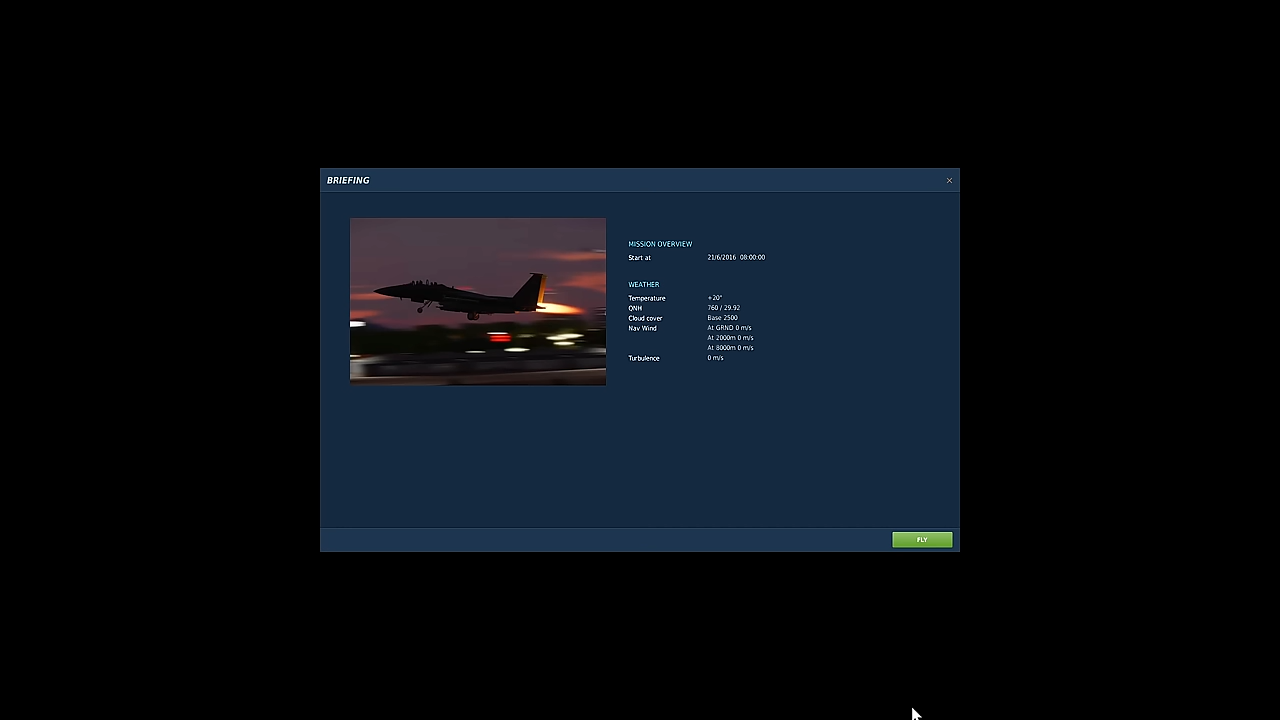 BRIEFING
MISSION OVERVIEW
Start at 21/6/2016 08:00:00
WEATHER
Temperature +20°
QNH 760 / 29.92
Cloud cover Base 2500
Nav Wind At GRND 0 m/s
At 2000m 0 m/s
At 8000m 0 m/s
Turbulence 0 m/s
FLY